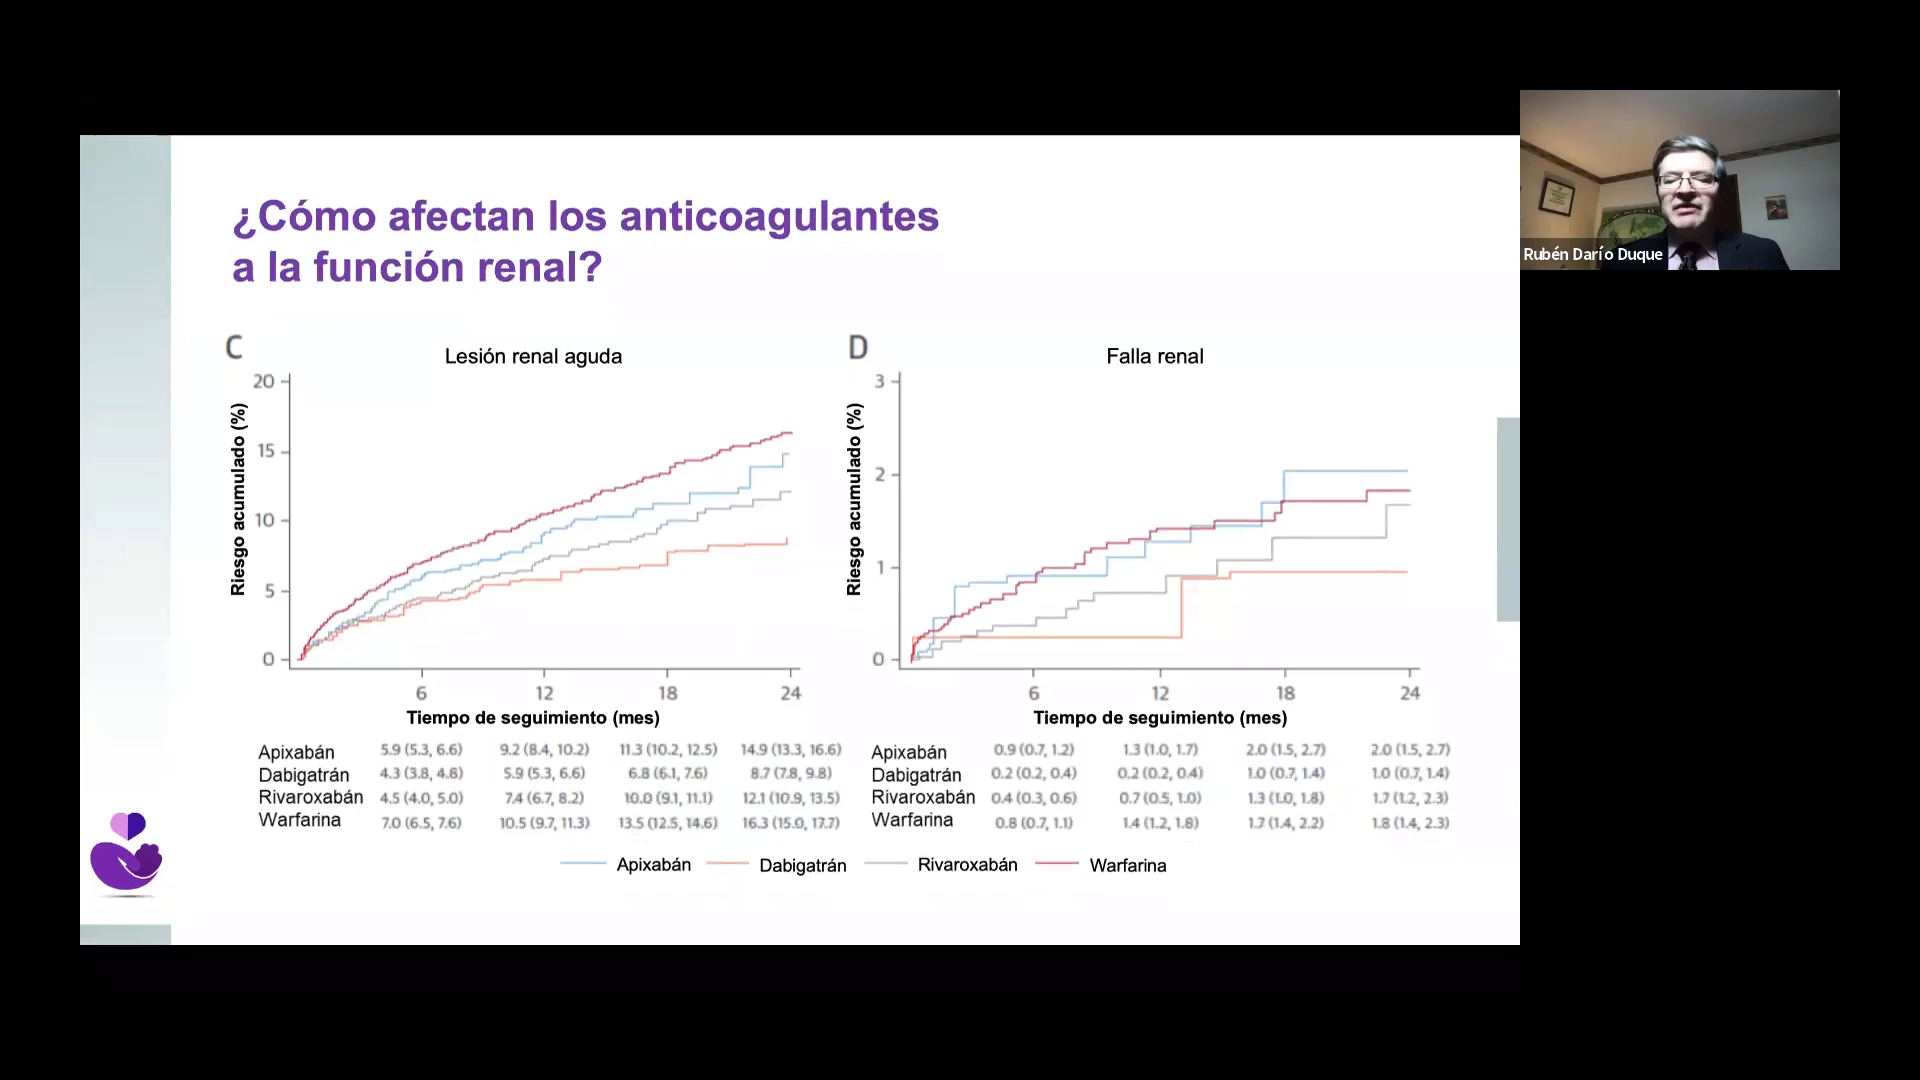 ¿Cómo afectan los anticoagulantes
a la función renal?
Rubén Darío Duque
C
Lesión renal aguda
Riesgo acumulado (%)
20
15
10
5
0
6 12 18 24
Tiempo de seguimiento (mes)
Apixabán 5.9 (5.3, 6.6) 9.2 (8.4, 10.2) 11.3 (10.2, 12.5) 14.9 (13.3, 16.6)
Dabigatrán 4.3 (3.8, 4.8) 5.9 (5.3, 6.6) 6.8 (6.1, 7.6) 8.7 (7.8, 9.8)
Rivaroxabán 4.5 (4.0, 5.0) 7.4 (6.7, 8.2) 10.0 (9.1, 11.1) 12.1 (10.9, 13.5)
Warfarina 7.0 (6.5, 7.6) 10.5 (9.7, 11.3) 13.5 (12.5, 14.6) 16.3 (15.0, 17.7)
D
Falla renal
Riesgo acumulado (%)
3
2
1
0
6 12 18 24
Tiempo de seguimiento (mes)
Apixabán 0.9 (0.7, 1.2) 1.3 (1.0, 1.7) 2.0 (1.5, 2.7) 2.0 (1.5, 2.7)
Dabigatrán 0.2 (0.2, 0.4) 0.2 (0.2, 0.4) 1.0 (0.7, 1.4) 1.0 (0.7, 1.4)
Rivaroxabán 0.4 (0.3, 0.6) 0.7 (0.5, 1.0) 1.3 (1.0, 1.8) 1.7 (1.2, 2.3)
Warfarina 0.8 (0.7, 1.1) 1.4 (1.2, 1.8) 1.7 (1.4, 2.2) 1.8 (1.4, 2.3)
Apixabán Dabigatrán Rivaroxabán Warfarina